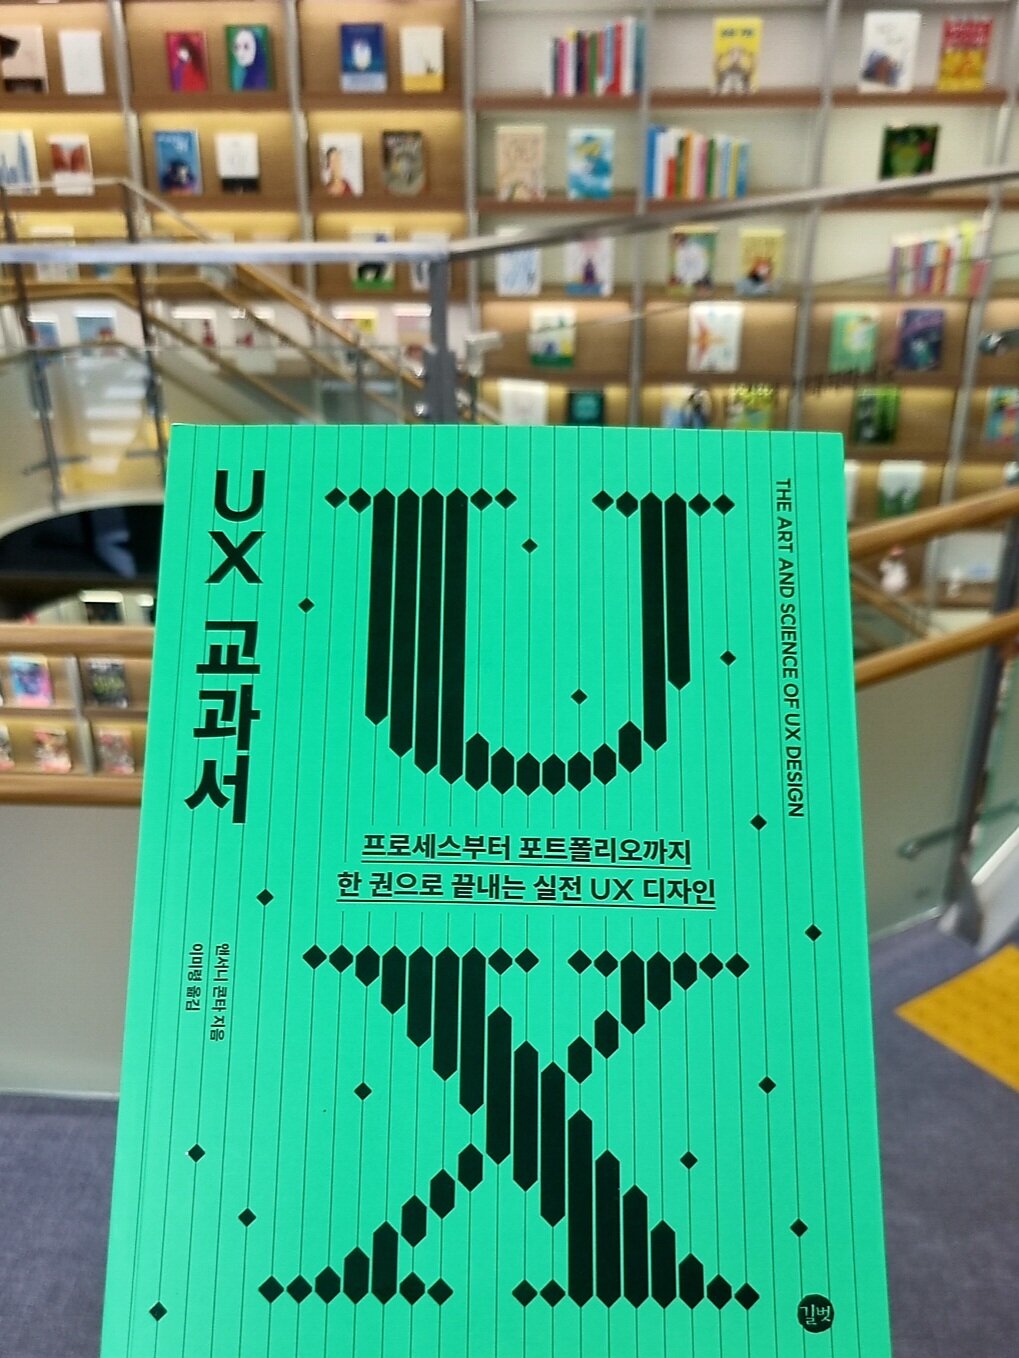 UX 교과서
THE ART AND SCIENCE OF UX DESIGN
UX
프로세스부터 포트폴리오까지
한 권으로 끝내는 실전 UX 디자인
앤서니 콘타 지음
이미령 옮김
길벗